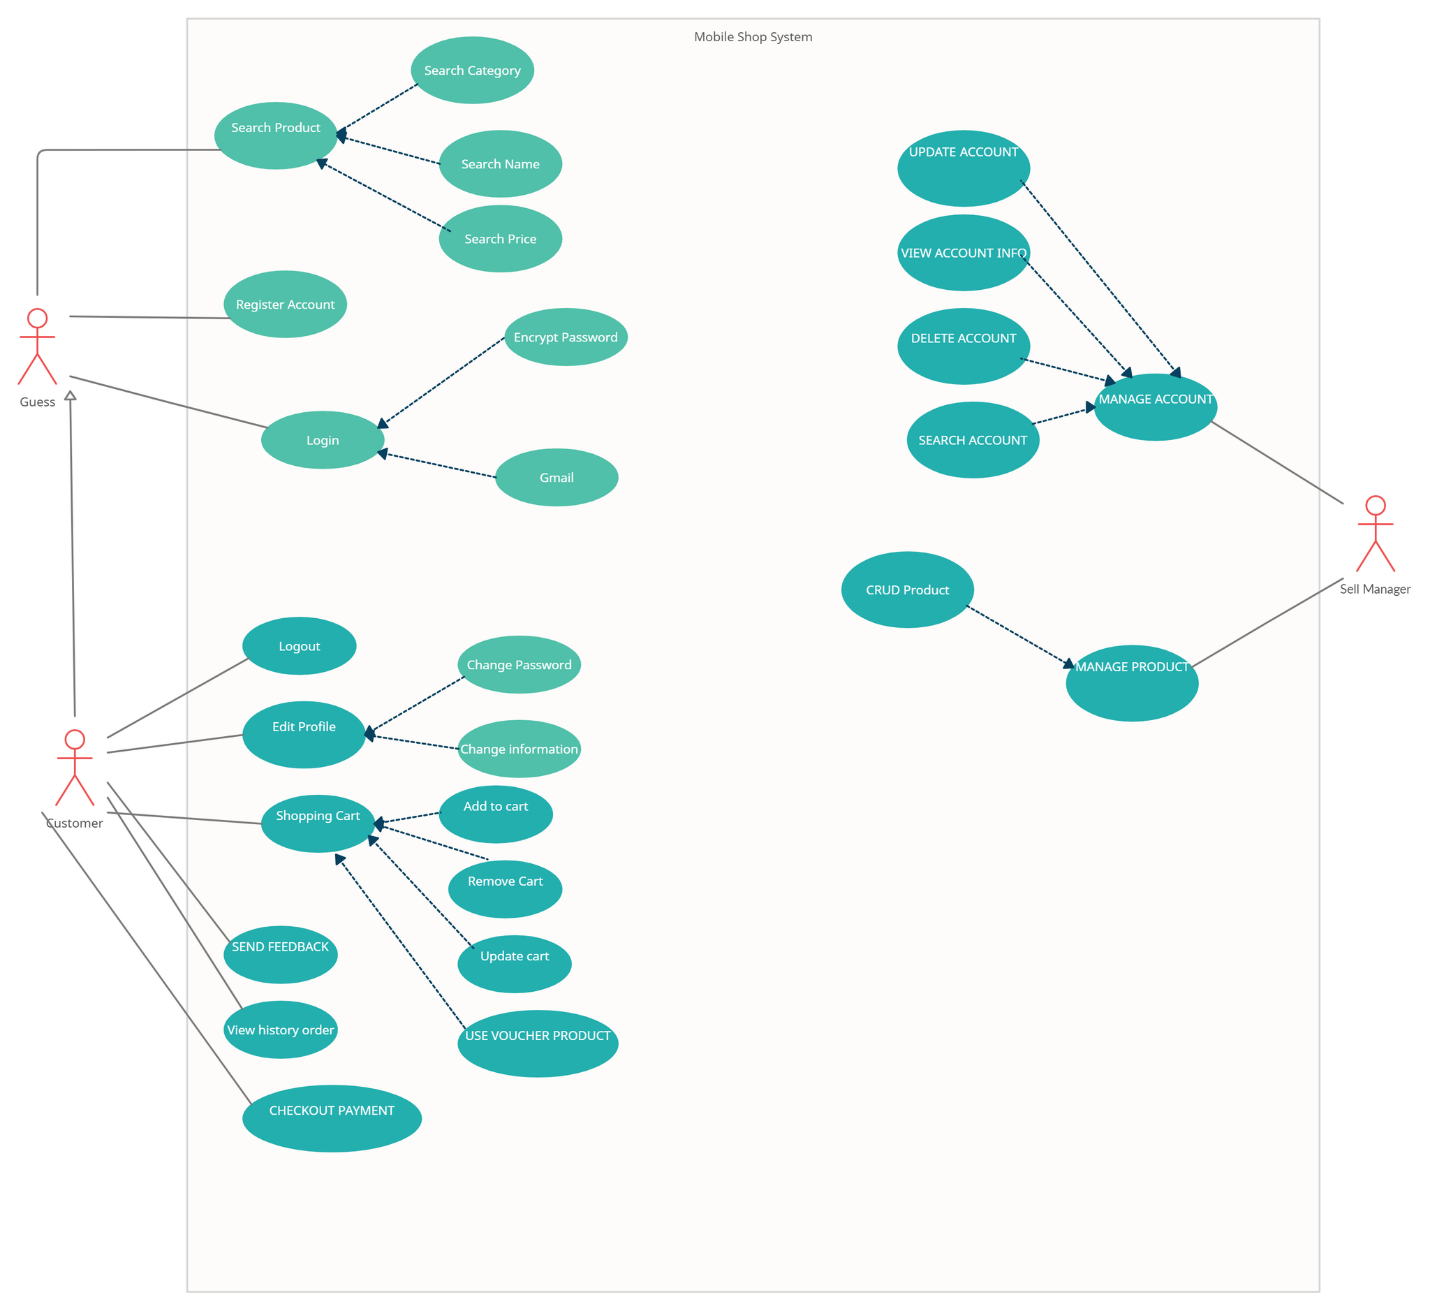 Mobile Shop System
Search Category
Search Product
Search Name
Search Price
Register Account
Encrypt Password
Guess
Login
Gmail
UPDATE ACCOUNT
VIEW ACCOUNT INFO
DELETE ACCOUNT
MANAGE ACCOUNT
SEARCH ACCOUNT
CRUD Product
Sell Manager
MANAGE PRODUCT
Logout
Change Password
Edit Profile
Change information
Add to cart
Shopping Cart
Customer
Remove Cart
SEND FEEDBACK
Update cart
View history order
USE VOUCHER PRODUCT
CHECKOUT PAYMENT